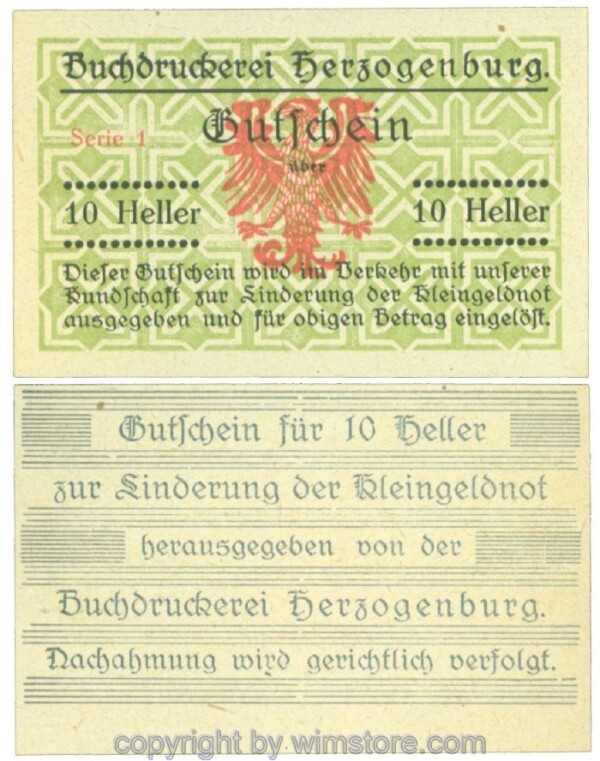 Buchdruckerei Herzogenburg.
Gutschein
Serie 1
über
10 Heller
10 Heller
Dieser Gutschein wird im Verkehr mit unserer
Kundschaft zur Linderung der Kleingeldnot
ausgegeben und für obigen Betrag eingelöst.
Gutschein für 10 Heller
zur Linderung der Kleingeldnot
herausgegeben von der
Buchdruckerei Herzogenburg.
Nachahmung wird gerichtlich verfolgt.
copyright by wimstore.com